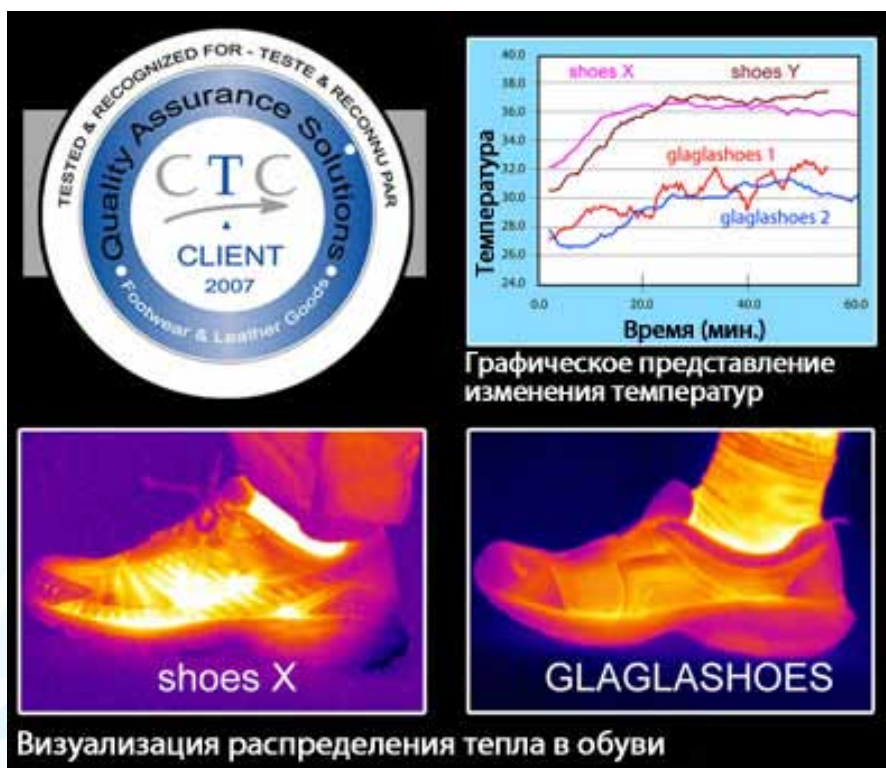 TESTED & RECOGNIZED FOR - TESTE & RECONNU PAR
Quality Assurance Solutions
CTC
CLIENT
2007
Footwear & Leather Goods
40.0
38.0
36.0
34.0
32.0
30.0
28.0
26.0
24.0
Температура
shoes X
shoes Y
glaglashoes 1
glaglashoes 2
0.0
20.0
40.0
60.0
Время (мин.)
Графическое представление
изменения температур
shoes X
GLAGLASHOES
Визуализация распределения тепла в обуви